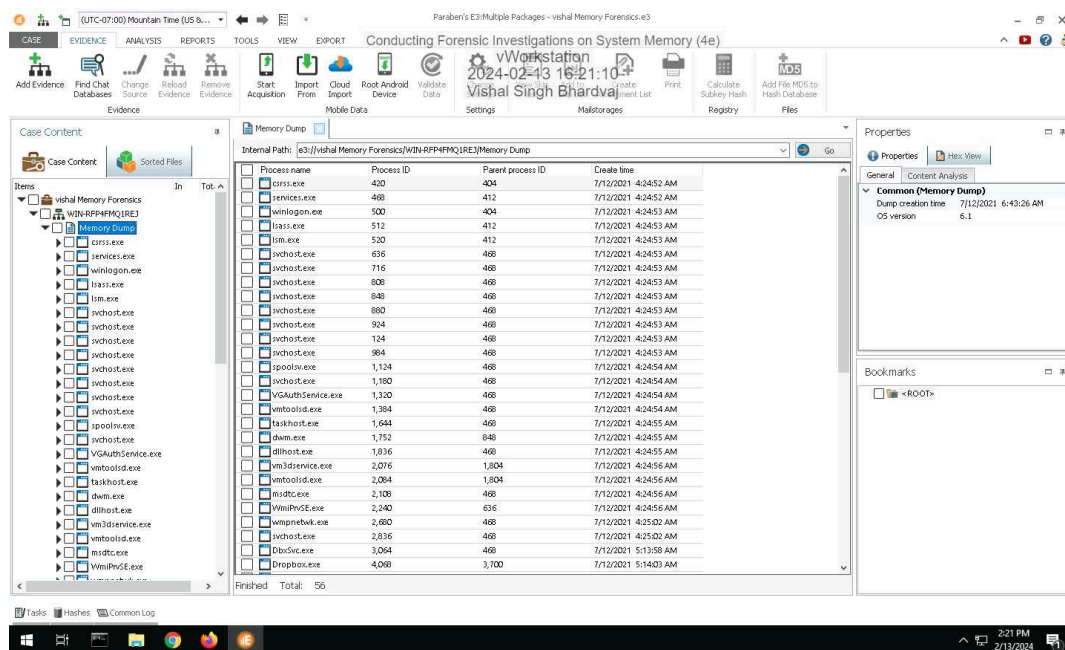 (UTC-07:00) Mountain Time (US &...
Paraben's E3:Multiple Packages - vishal Memory Forensics.e3
CASE EVIDENCE ANALYSIS REPORTS TOOLS VIEW EXPORT
Conducting Forensic Investigations on System Memory (4e)
vWorkstation
2024-02-13 16:21:10
Vishal Singh Bhardvaj
Add Evidence
Find Chat Databases
Change Source
Reload Evidence
Remove Evidence
Start Acquisition
Import From
Cloud Import
Root Android Device
Validate Data
Print
Calculate Subkey Hash
Add File MD5 to Hash Database
Evidence Mobile Data Settings Mailstorages Registry Files
Case Content
Case Content Sorted Files
Items In Tot.
vishal Memory Forensics
WIN-RFP4FMQ1REJ
Memory Dump
csrss.exe
services.exe
winlogon.exe
lsass.exe
lsm.exe
svchost.exe
svchost.exe
svchost.exe
svchost.exe
svchost.exe
svchost.exe
svchost.exe
svchost.exe
spoolsv.exe
svchost.exe
VGAuthService.exe
vmtoolsd.exe
taskhost.exe
dwm.exe
dllhost.exe
vm3dservice.exe
vmtoolsd.exe
msdtc.exe
WmiPrvSE.exe
Memory Dump
Internal Path: e3://vishal Memory Forensics/WIN-RFP4FMQ1REJ/Memory Dump Go
Process name Process ID Parent process ID Create time
csrss.exe 420 404 7/12/2021 4:24:52 AM
services.exe 468 412 7/12/2021 4:24:52 AM
winlogon.exe 500 404 7/12/2021 4:24:53 AM
lsass.exe 512 412 7/12/2021 4:24:53 AM
lsm.exe 520 412 7/12/2021 4:24:53 AM
svchost.exe 636 468 7/12/2021 4:24:53 AM
svchost.exe 716 468 7/12/2021 4:24:53 AM
svchost.exe 808 468 7/12/2021 4:24:53 AM
svchost.exe 848 468 7/12/2021 4:24:53 AM
svchost.exe 880 468 7/12/2021 4:24:53 AM
svchost.exe 924 468 7/12/2021 4:24:53 AM
svchost.exe 124 468 7/12/2021 4:24:53 AM
svchost.exe 984 468 7/12/2021 4:24:53 AM
spoolsv.exe 1,124 468 7/12/2021 4:24:54 AM
svchost.exe 1,180 468 7/12/2021 4:24:54 AM
VGAuthService.exe 1,320 468 7/12/2021 4:24:54 AM
vmtoolsd.exe 1,384 468 7/12/2021 4:24:54 AM
taskhost.exe 1,644 468 7/12/2021 4:24:55 AM
dwm.exe 1,752 848 7/12/2021 4:24:55 AM
dllhost.exe 1,836 468 7/12/2021 4:24:55 AM
vm3dservice.exe 2,076 1,804 7/12/2021 4:24:56 AM
vmtoolsd.exe 2,084 1,804 7/12/2021 4:24:56 AM
msdtc.exe 2,108 468 7/12/2021 4:24:56 AM
WmiPrvSE.exe 2,240 636 7/12/2021 4:24:56 AM
wmpnetwk.exe 2,680 468 7/12/2021 4:25:02 AM
svchost.exe 2,836 468 7/12/2021 4:25:02 AM
DbxSvc.exe 3,064 468 7/12/2021 5:13:58 AM
Dropbox.exe 4,068 3,700 7/12/2021 5:14:03 AM
Finished Total: 56
Properties
Properties Hex View
General Content Analysis
Common (Memory Dump)
Dump creation time 7/12/2021 6:43:26 AM
OS version 6.1
Bookmarks
<ROOT>
Tasks Hashes Common Log
2:21 PM
2/13/2024